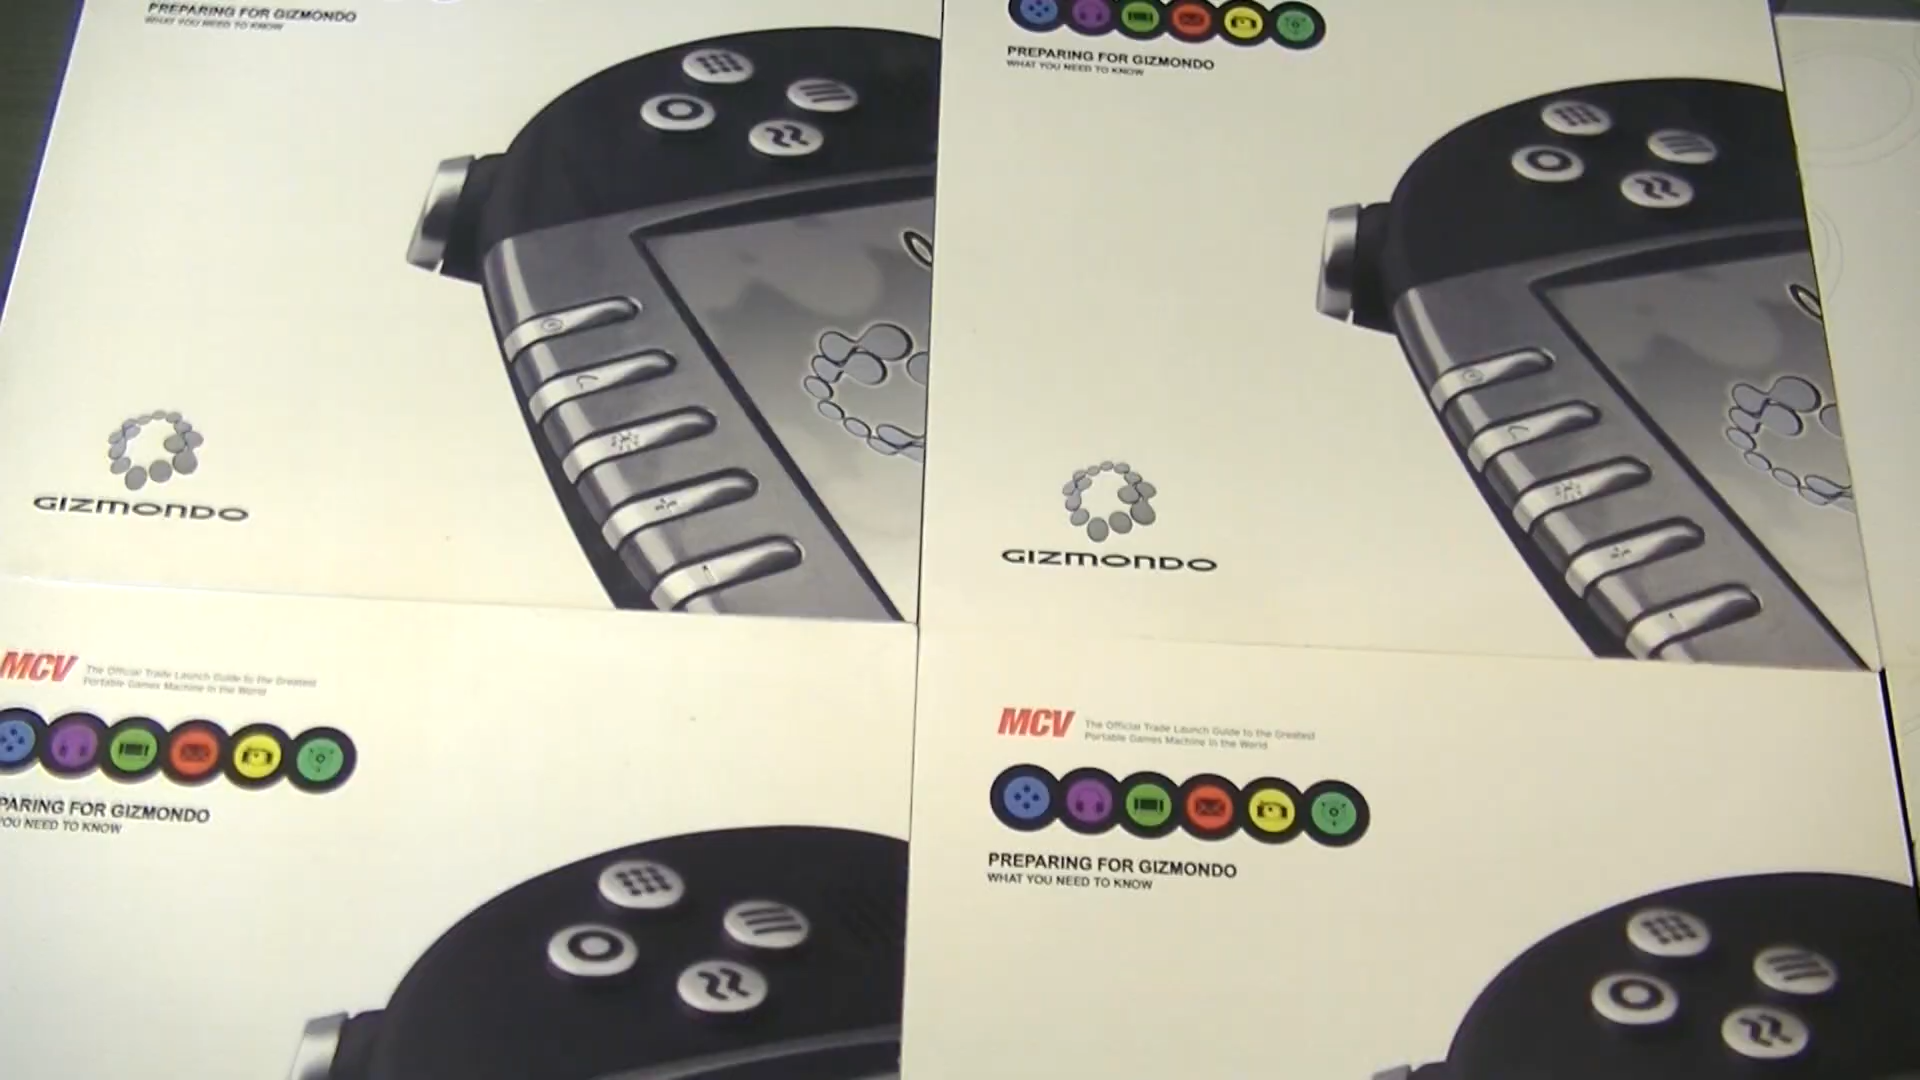 PREPARING FOR GIZMONDO
WHAT YOU NEED TO KNOW
GIZMONDO
PREPARING FOR GIZMONDO
WHAT YOU NEED TO KNOW
GIZMONDO
MCV The Official Trade Launch Guide to the Greatest
Portable Games Machine in the World
PARING FOR GIZMONDO
YOU NEED TO KNOW
MCV The Official Trade Launch Guide to the Greatest
Portable Games Machine in the World
PREPARING FOR GIZMONDO
WHAT YOU NEED TO KNOW